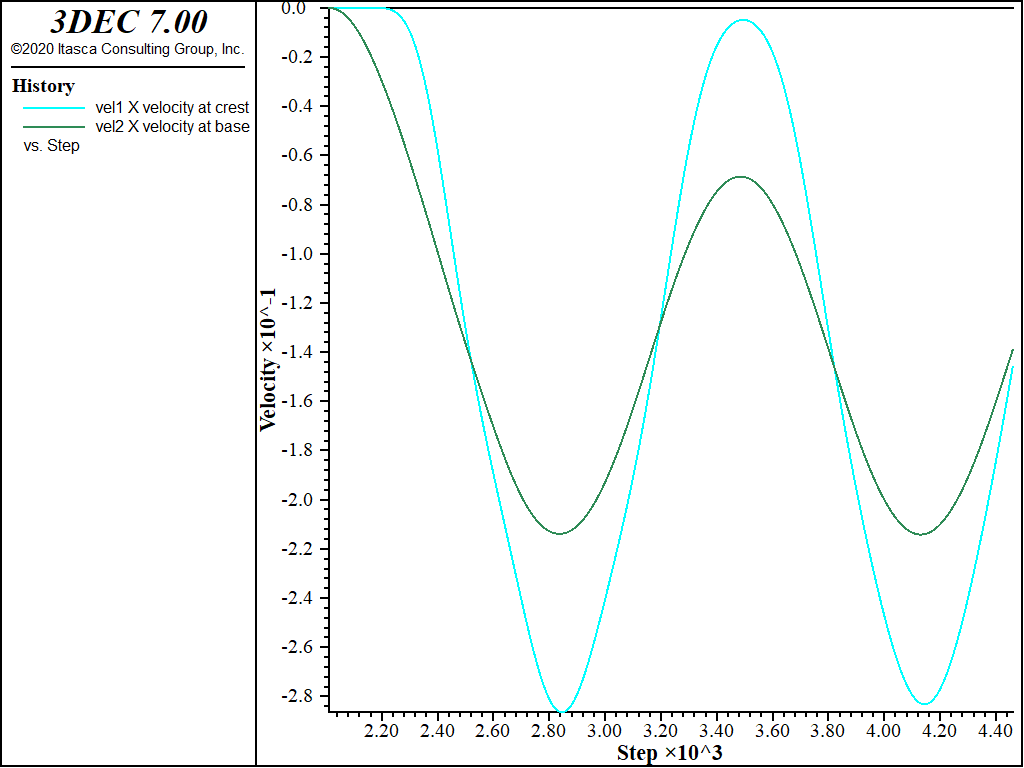 3DEC 7.00
©2020 Itasca Consulting Group, Inc.
History
vel1 X velocity at crest
vel2 X velocity at base
vs. Step
0.0
-0.2
-0.4
-0.6
-0.8
-1.0
-1.2
-1.4
-1.6
-1.8
-2.0
-2.2
-2.4
-2.6
-2.8
Velocity ×10^-1
2.20 2.40 2.60 2.80 3.00 3.20 3.40 3.60 3.80 4.00 4.20 4.40
Step ×10^3